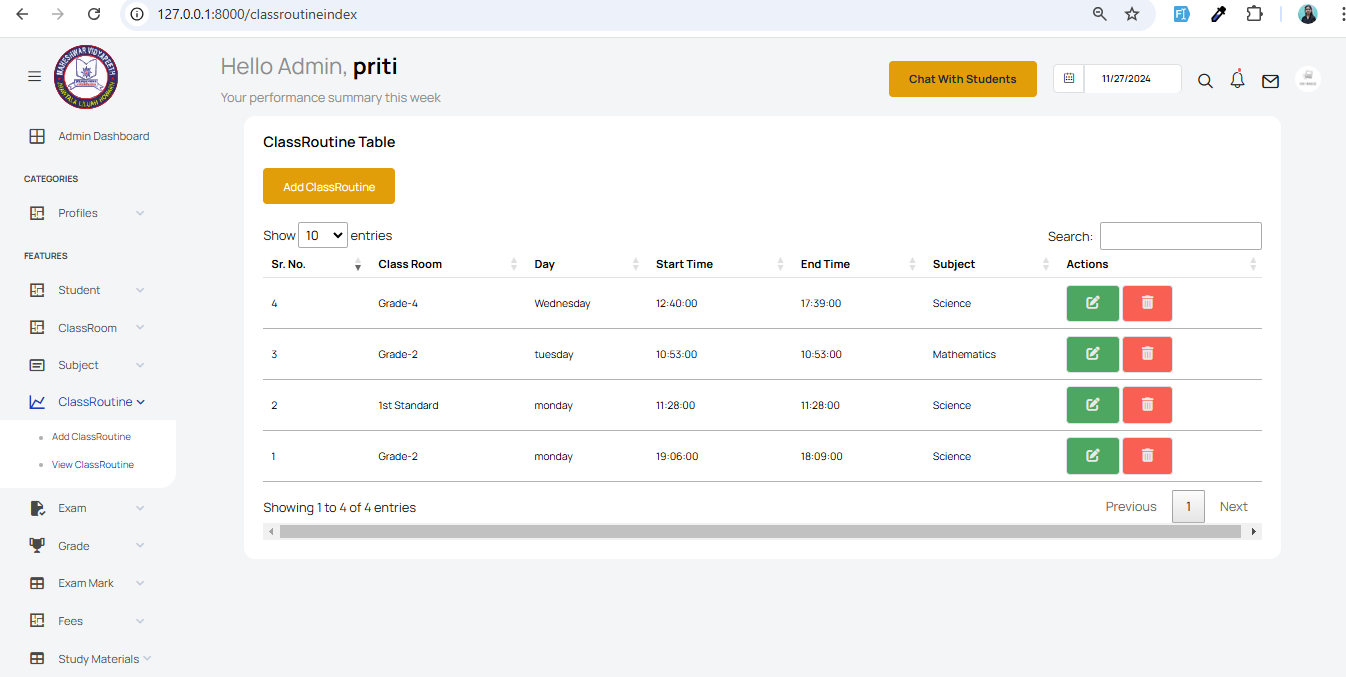 127.0.0.1:8000/classroutineindex
Hello Admin, priti
Your performance summary this week
Chat With Students
11/27/2024
MAHESHWAR VIDYAPEETH
Admin Dashboard
CATEGORIES
Profiles
FEATURES
Student
ClassRoom
Subject
ClassRoutine
Add ClassRoutine
View ClassRoutine
Exam
Grade
Exam Mark
Fees
Study Materials
ClassRoutine Table
Add ClassRoutine
Show 10 entries
Search:
Sr. No. Class Room Day Start Time End Time Subject Actions
4 Grade-4 Wednesday 12:40:00 17:39:00 Science
3 Grade-2 tuesday 10:53:00 10:53:00 Mathematics
2 1st Standard monday 11:28:00 11:28:00 Science
1 Grade-2 monday 19:06:00 18:09:00 Science
Showing 1 to 4 of 4 entries
Previous 1 Next